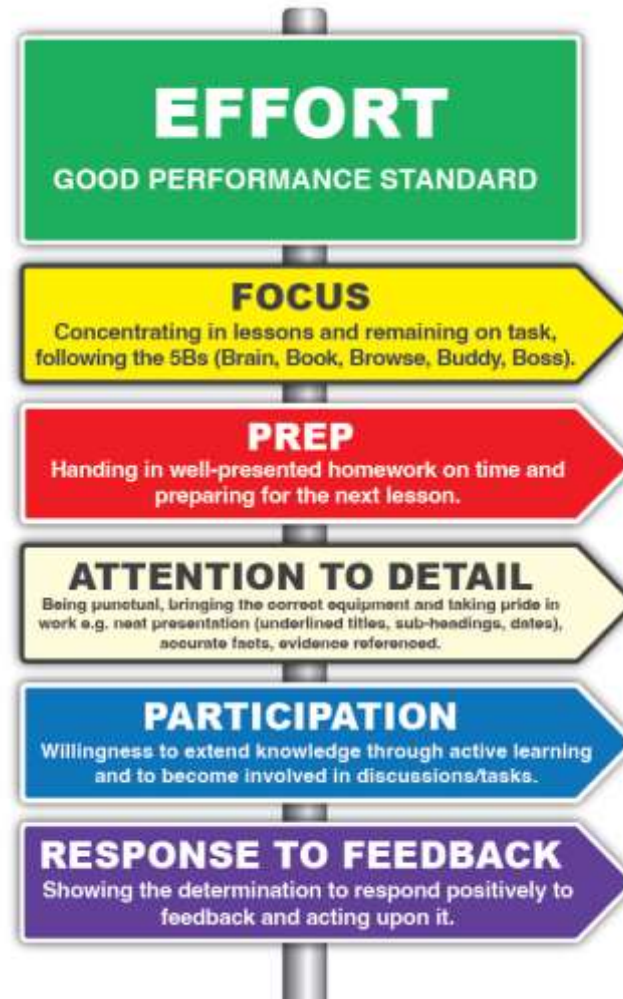 EFFORT
GOOD PERFORMANCE STANDARD
FOCUS
Concentrating in lessons and remaining on task,
following the 5Bs (Brain, Book, Browse, Buddy, Boss).
PREP
Handing in well-presented homework on time and
preparing for the next lesson.
ATTENTION TO DETAIL
Being punctual, bringing the correct equipment and taking pride in
work e.g. neat presentation (underlined titles, sub-headings, dates),
accurate facts, evidence referenced.
PARTICIPATION
Willingness to extend knowledge through active learning
and to become involved in discussions/tasks.
RESPONSE TO FEEDBACK
Showing the determination to respond positively to
feedback and acting upon it.